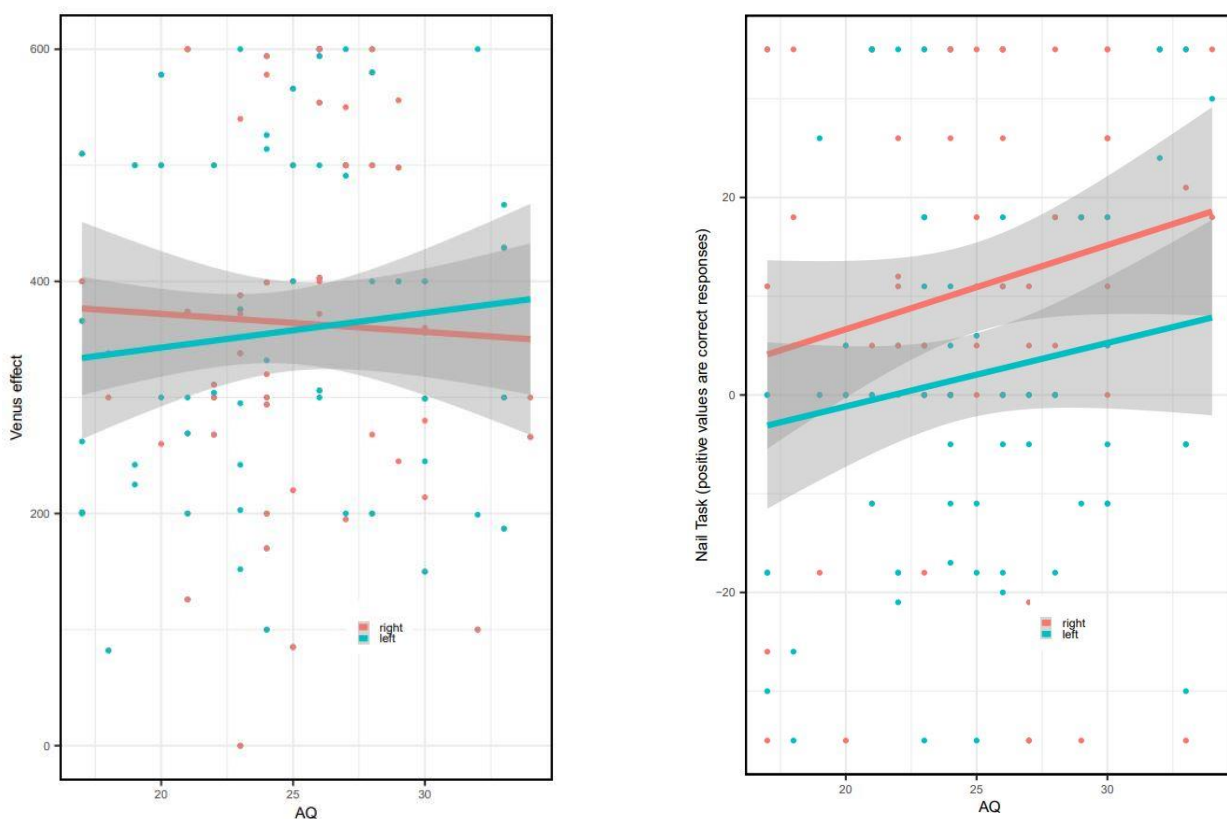 600
400
200
0
Venus effect
right
left
20 25 30
AQ
20
0
−20
Nail Task (positive values are correct responses)
right
left
20 25 30
AQ